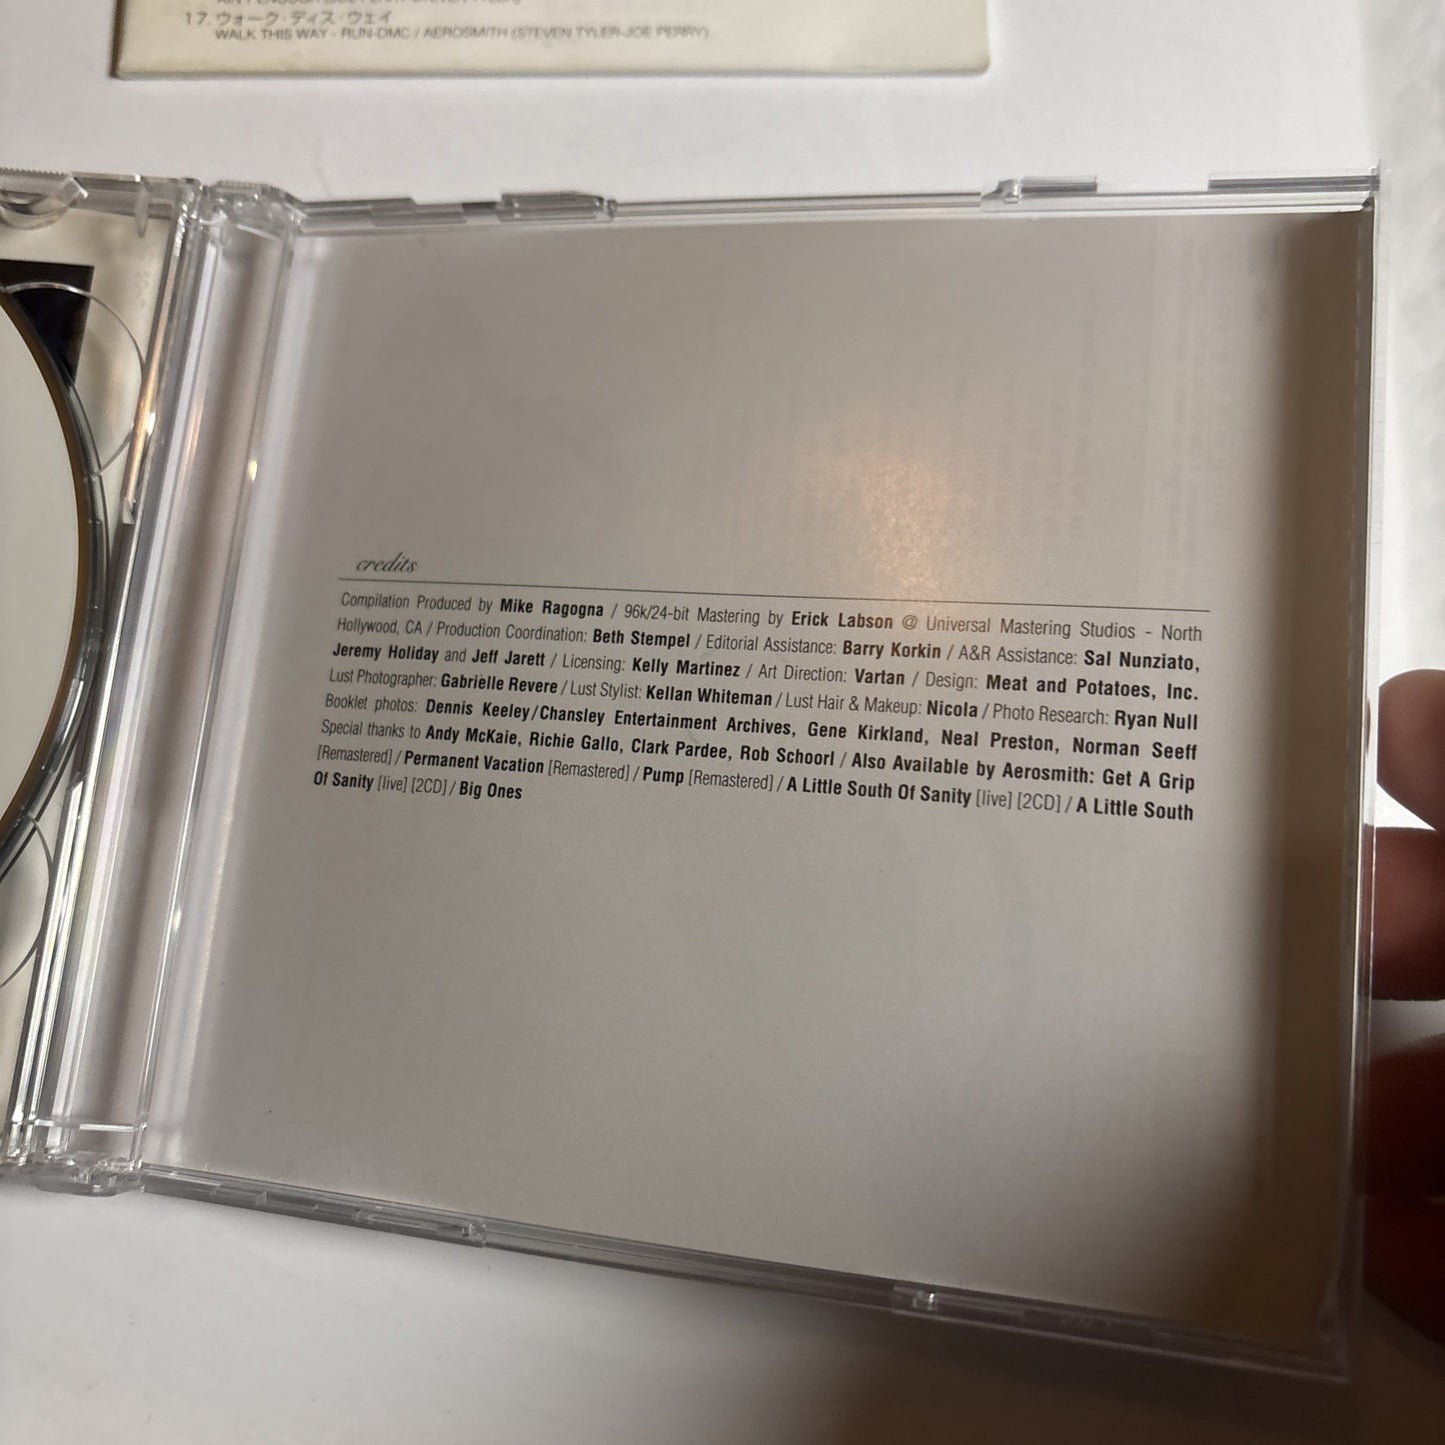 17. ウォーク・ディス・ウェイ
WALK THIS WAY - RUN-DMC / AEROSMITH (STEVEN TYLER-JOE PERRY)
credits
Compilation Produced by Mike Ragogna / 96k/24-bit Mastering by Erick Labson @ Universal Mastering Studios - North
Hollywood, CA / Production Coordination: Beth Stempel / Editorial Assistance: Barry Korkin / A&R Assistance: Sal Nunziato,
Jeremy Holiday and Jeff Jarett / Licensing: Kelly Martinez / Art Direction: Vartan / Design: Meat and Potatoes, Inc.
Lust Photographer: Gabrielle Revere / Lust Stylist: Kellan Whiteman / Lust Hair & Makeup: Nicola / Photo Research: Ryan Null
Booklet photos: Dennis Keeley/Chansley Entertainment Archives, Gene Kirkland, Neal Preston, Norman Seeff
Special thanks to Andy McKaie, Richie Gallo, Clark Pardee, Rob Schoorl / Also Available by Aerosmith: Get A Grip
[Remastered] / Permanent Vacation [Remastered] / Pump [Remastered] / A Little South Of Sanity [live] [2CD] / A Little South
Of Sanity [live] [2CD] / Big Ones